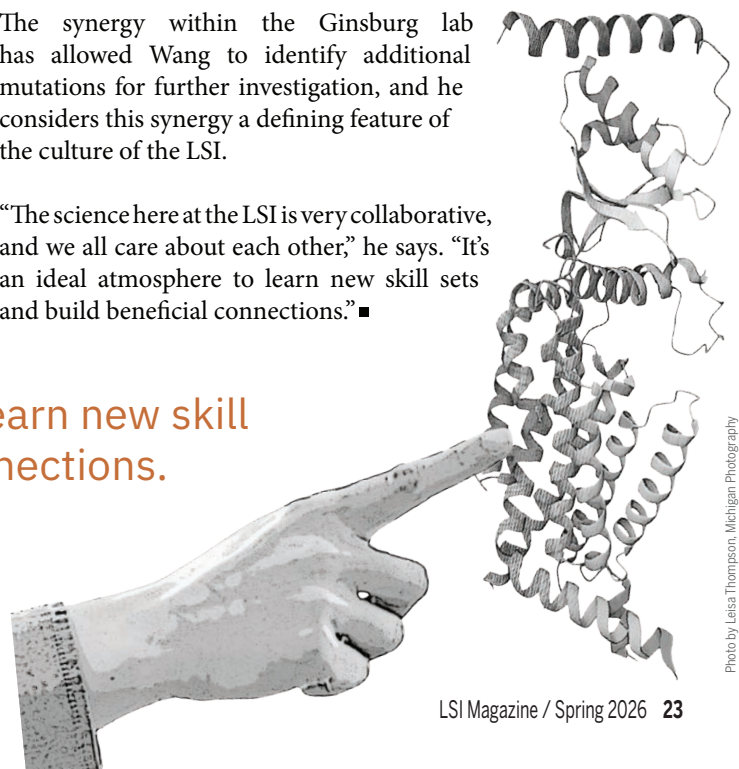 The synergy within the Ginsburg lab
has allowed Wang to identify additional
mutations for further investigation, and he
considers this synergy a defining feature of
the culture of the LSI.
“The science here at the LSI is very collaborative,
and we all care about each other,” he says. “It’s
an ideal atmosphere to learn new skill sets
and build beneficial connections.”■
earn new skill
nections.
Photo by Leisa Thompson, Michigan Photography
LSI Magazine / Spring 2026 23